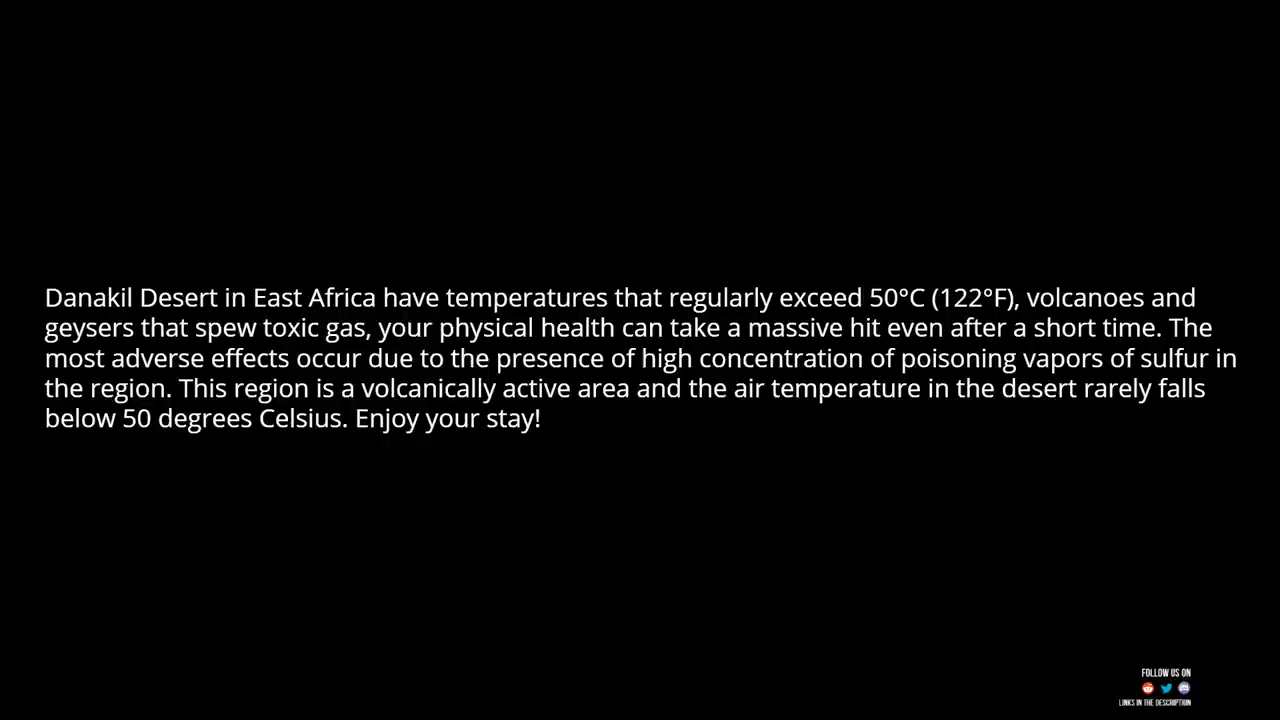 Danakil Desert in East Africa have temperatures that regularly exceed 50°C (122°F), volcanoes and
geysers that spew toxic gas, your physical health can take a massive hit even after a short time. The
most adverse effects occur due to the presence of high concentration of poisoning vapors of sulfur in
the region. This region is a volcanically active area and the air temperature in the desert rarely falls
below 50 degrees Celsius. Enjoy your stay!
FOLLOW US ON
LINKS IN THE DESCRIPTION